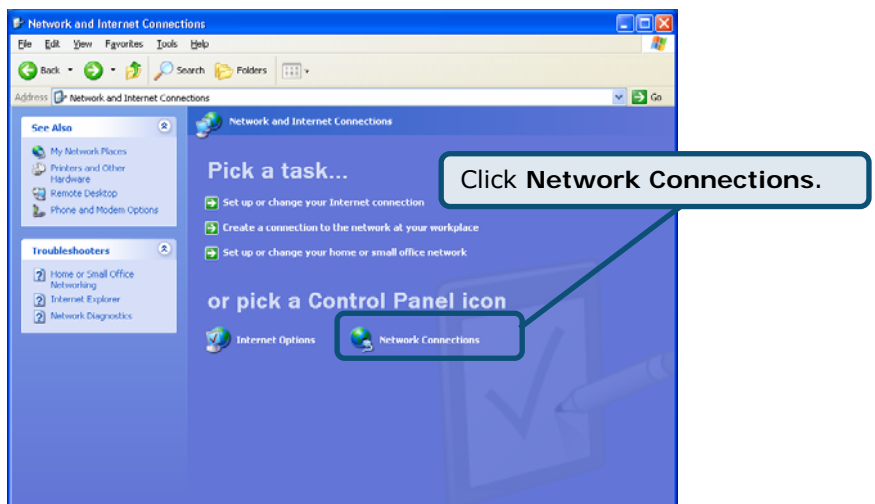 Network and Internet Connections
File Edit View Favorites Tools Help
Back Search Folders
Address Network and Internet Connections Go
See Also
My Network Places
Printers and Other
Hardware
Remote Desktop
Phone and Modem Options
Troubleshooters
Home or Small Office
Networking
Internet Explorer
Network Diagnostics
Network and Internet Connections
Pick a task...
Set up or change your Internet connection
Create a connection to the network at your workplace
Set up or change your home or small office network
or pick a Control Panel icon
Internet Options
Network Connections
Click Network Connections.